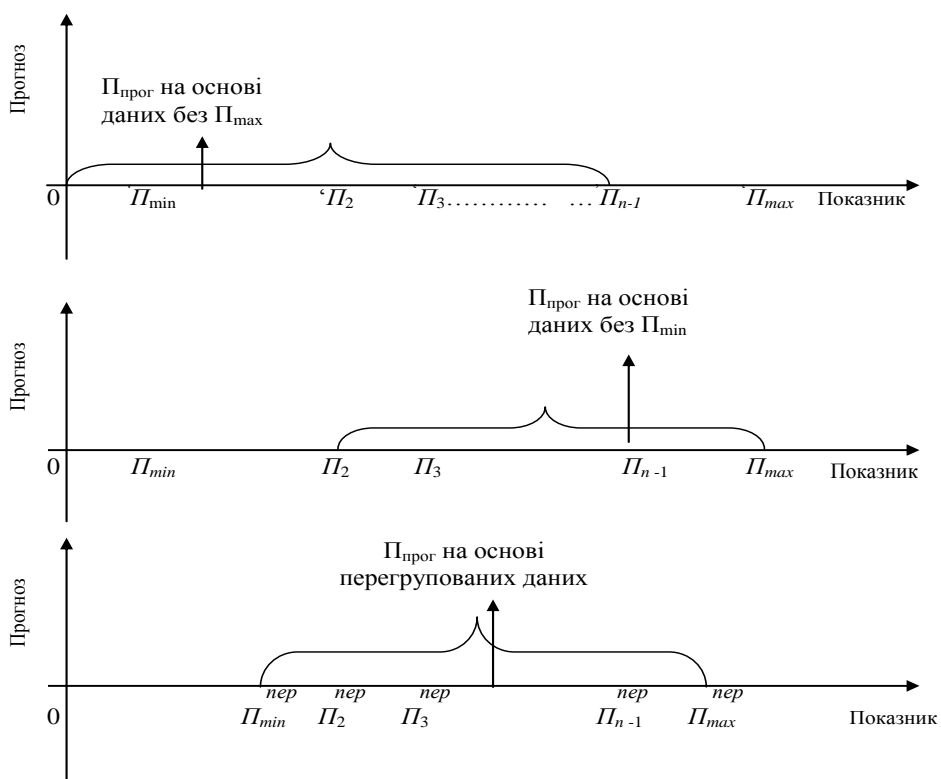 Прогноз
Ппрог на основі
даних без Пmax
0 Пmin ‘П2 П3………… … Пn-1 Пmax Показник
Прогноз
Ппрог на основі
даних без Пmin
0 Пmin П2 П3 Пn -1 Пmax Показник
Прогноз
Ппрог на основі
перегрупованих даних
пер пер пер пер пер
0 Пmin П2 П3 Пn -1 Пmax Показник